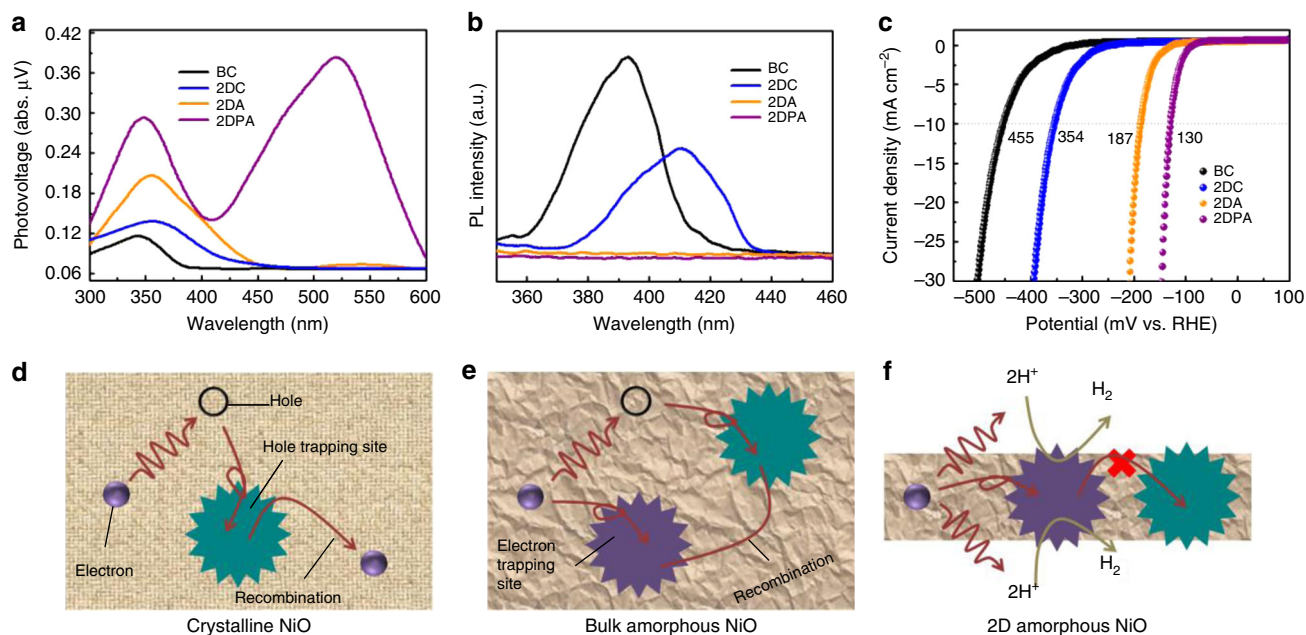 a
0.42
0.36
0.30
0.24
0.18
0.12
0.06
Photovoltage (abs. μV)
BC
2DC
2DA
2DPA
300
350
400
450
500
550
600
Wavelength (nm)
b
PL intensity (a.u.)
BC
2DC
2DA
2DPA
360
380
400
420
440
460
Wavelength (nm)
c
0
−5
−10
−15
−20
−25
−30
Current density (mA cm−2)
455
354
187
130
BC
2DC
2DA
2DPA
−500
−400
−300
−200
−100
0
100
Potential (mV vs. RHE)
d
Hole
Hole trapping site
Electron
Recombination
Crystalline NiO
e
Electron
trapping
site
Recombination
Bulk amorphous NiO
f
2H+
H2
H2
2H+
2D amorphous NiO